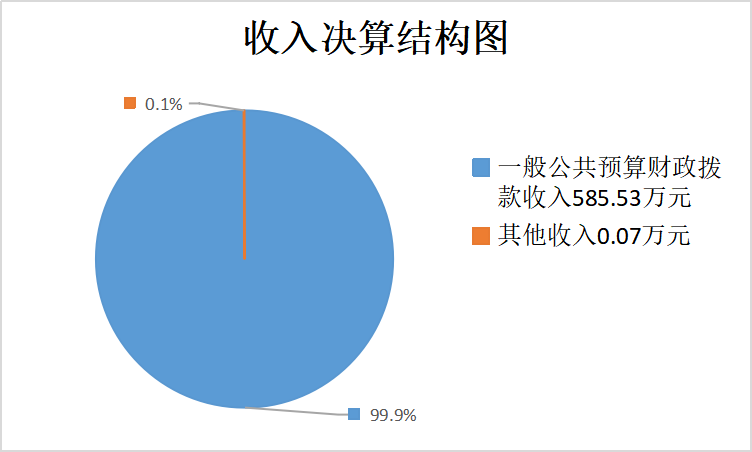 收入决算结构图
0.1%
一般公共预算财政拨
款收入585.53万元
其他收入0.07万元
99.9%